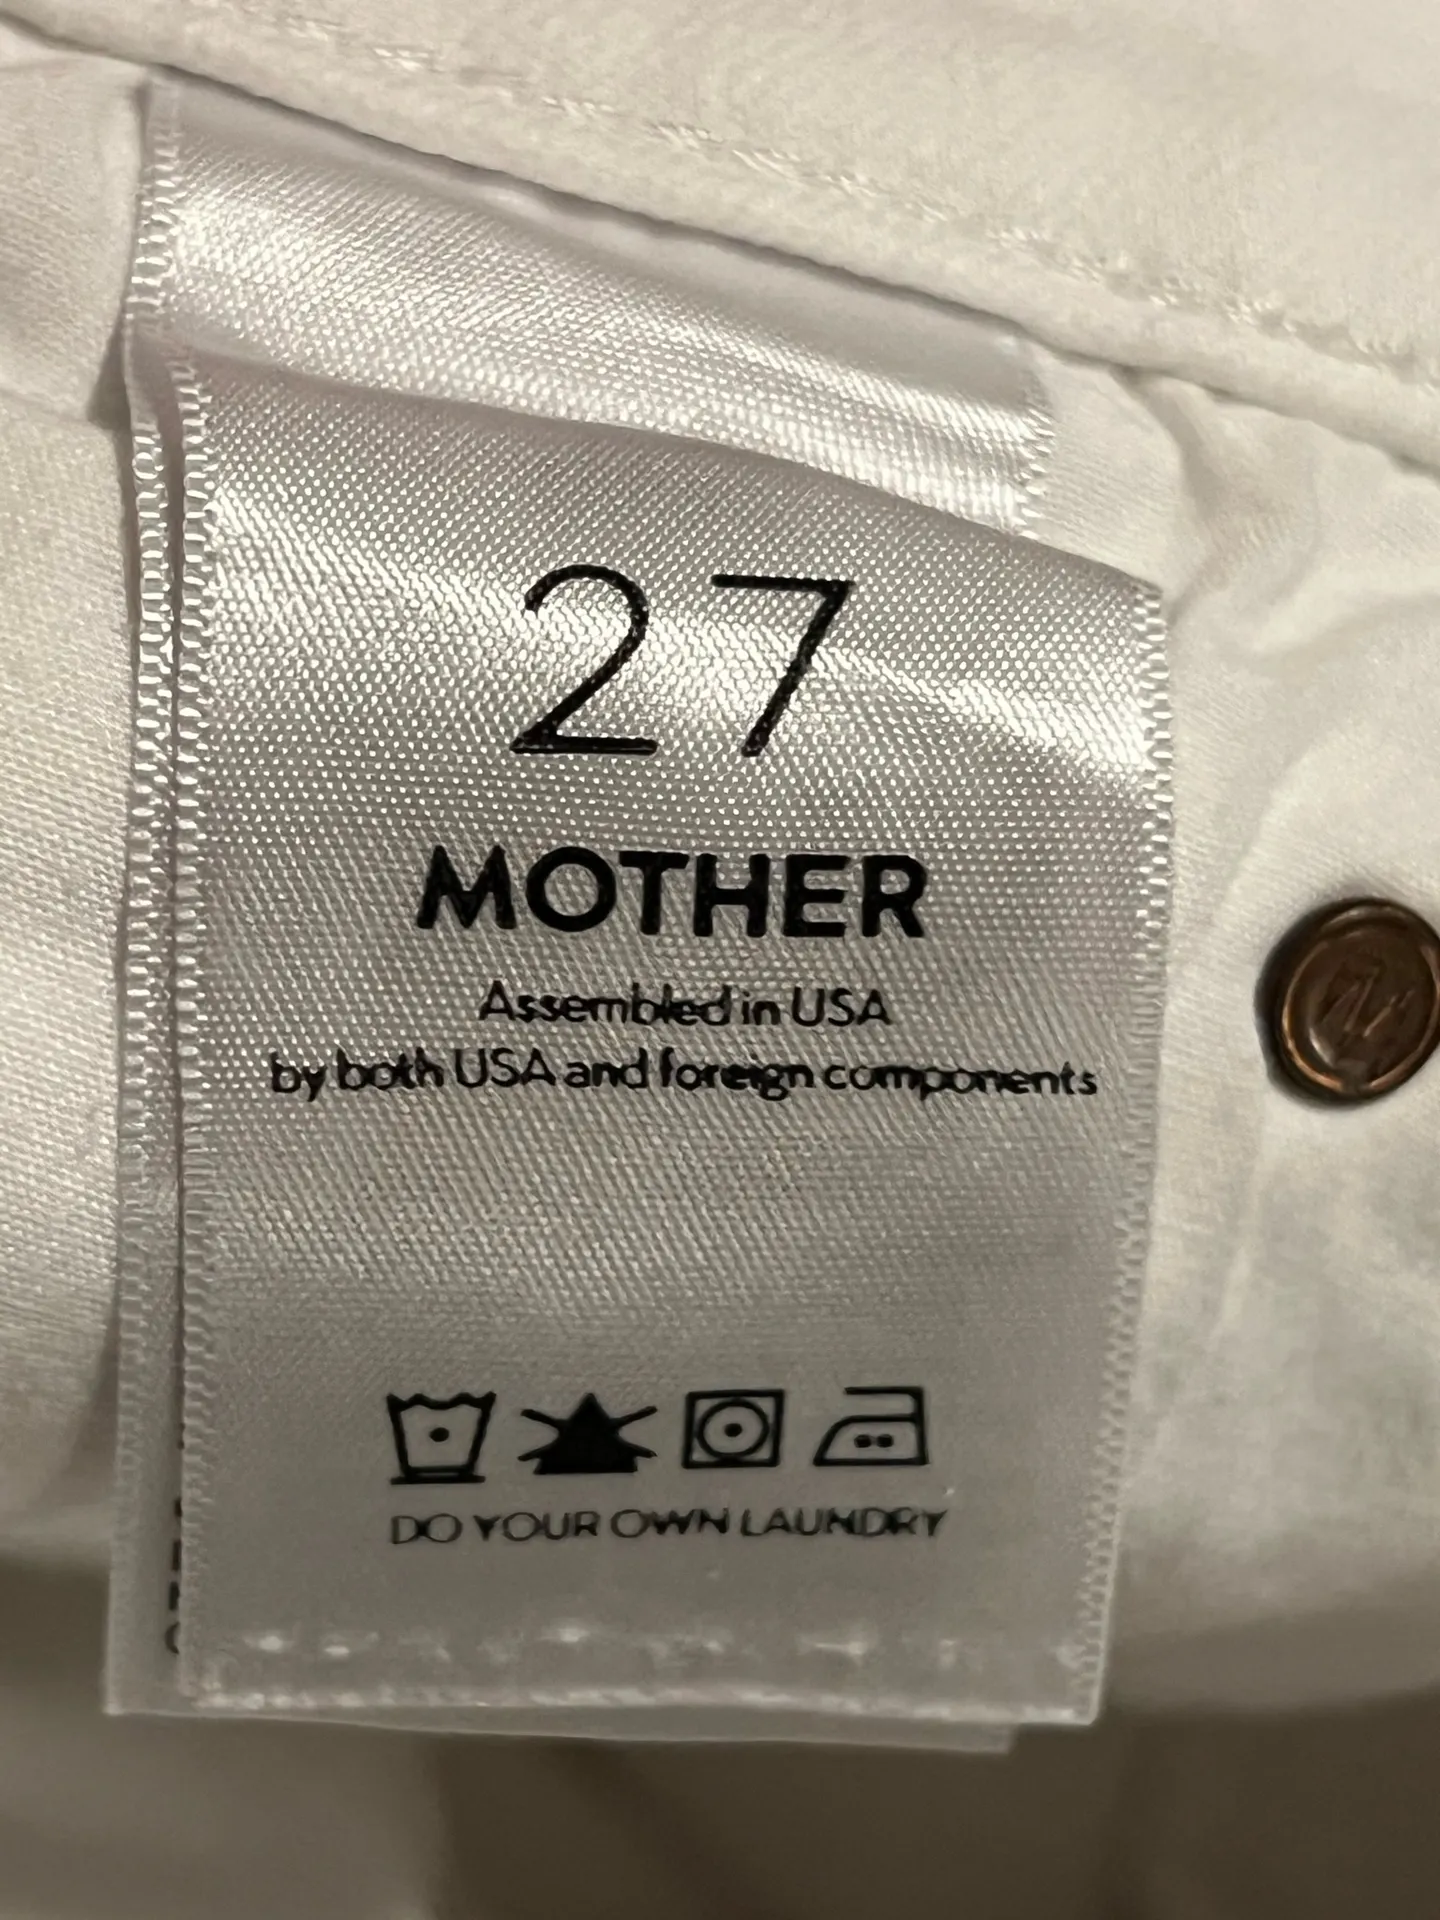 27
MOTHER
Assembled in USA
by both USA and foreign components
DO YOUR OWN LAUNDRY